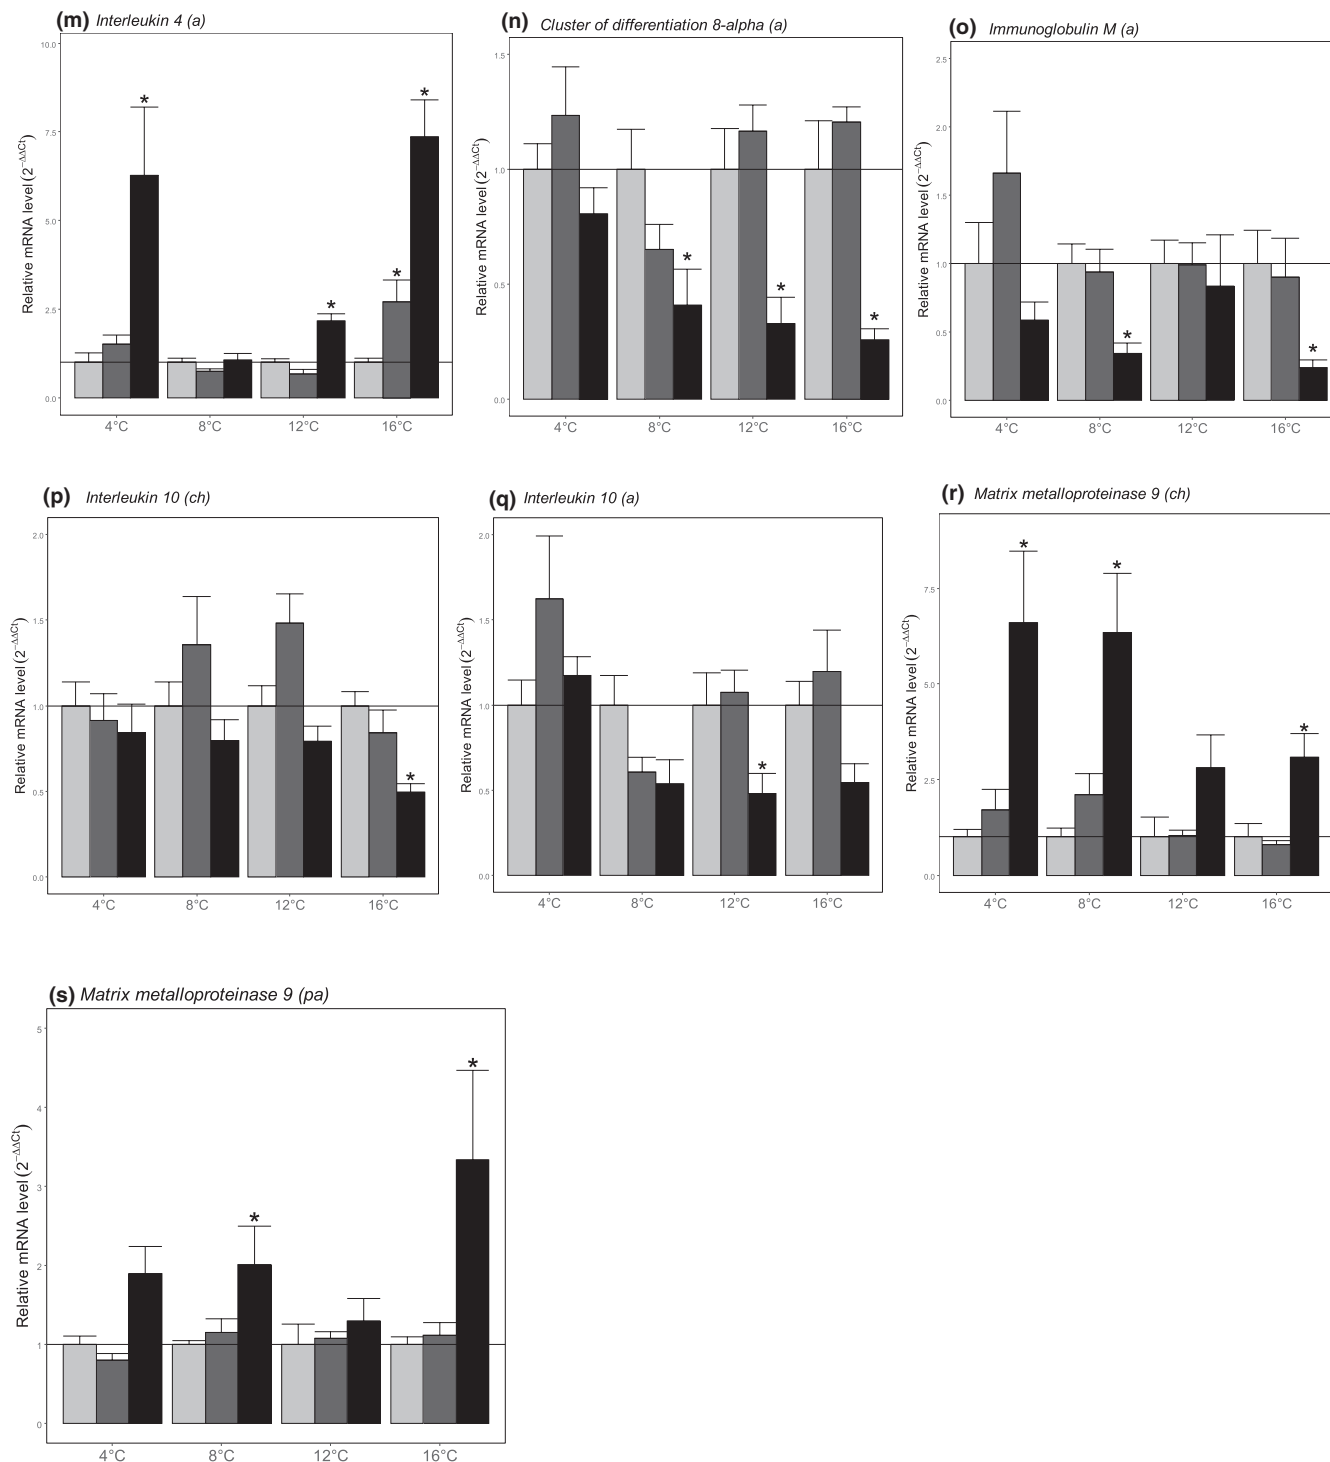 (m) Interleukin 4 (a)
10.0
7.5
5.0
2.5
0.0
Relative mRNA level (2^−ΔΔCt)
* * * *
4°C 8°C 12°C 16°C
(n) Cluster of differentiation 8-alpha (a)
1.5
1.0
0.5
0.0
Relative mRNA level (2^−ΔΔCt)
* * *
4°C 8°C 12°C 16°C
(o) Immunoglobulin M (a)
2.5
2.0
1.5
1.0
0.5
0.0
Relative mRNA level (2^−ΔΔCt)
* *
4°C 8°C 12°C 16°C
(p) Interleukin 10 (ch)
2.0
1.5
1.0
0.5
0.0
Relative mRNA level (2^−ΔΔCt)
*
4°C 8°C 12°C 16°C
(q) Interleukin 10 (a)
2.0
1.5
1.0
0.5
0.0
Relative mRNA level (2^−ΔΔCt)
*
4°C 8°C 12°C 16°C
(r) Matrix metalloproteinase 9 (ch)
7.5
5.0
2.5
0.0
Relative mRNA level (2^−ΔΔCt)
* * *
4°C 8°C 12°C 16°C
(s) Matrix metalloproteinase 9 (pa)
5
4
3
2
1
0
Relative mRNA level (2^−ΔΔCt)
* *
4°C 8°C 12°C 16°C